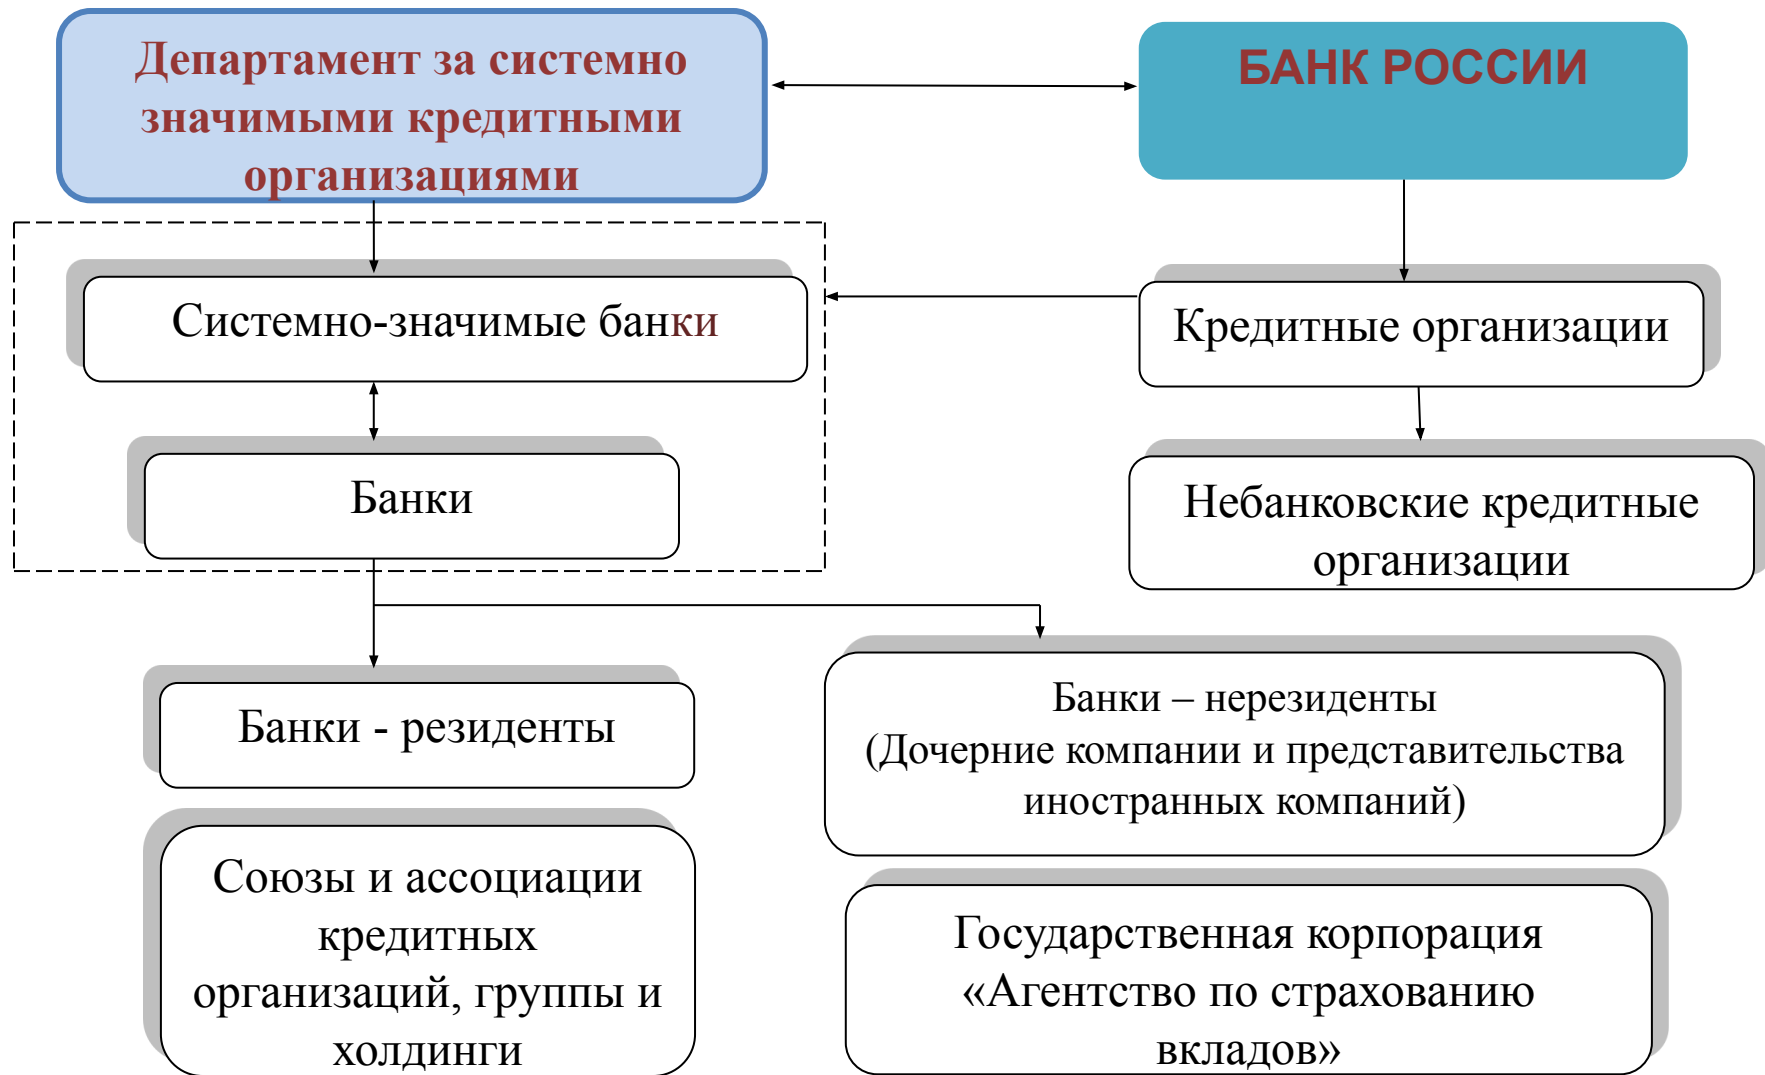 Департамент за системно
значимыми кредитными
организациями
БАНК РОССИИ
Системно-значимые банки
Кредитные организации
Банки
Небанковские кредитные
организации
Банки - резиденты
Банки – нерезиденты
(Дочерние компании и представительства
иностранных компаний)
Союзы и ассоциации
кредитных
организаций, группы и
холдинги
Государственная корпорация
«Агентство по страхованию
вкладов»